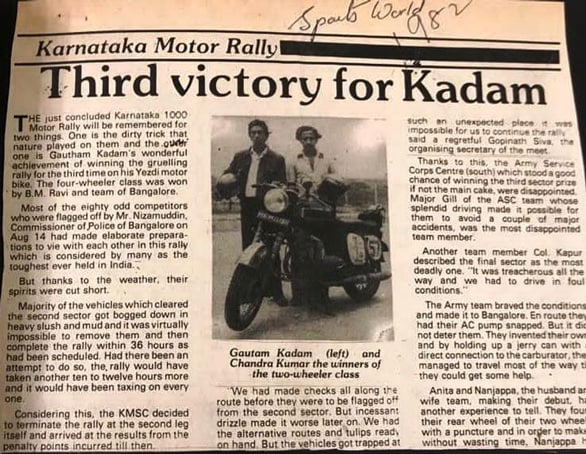 Sports World
1982
Karnataka Motor Rally
Third victory for Kadam
THE just concluded Karnataka 1000
Motor Rally will be remembered for
two things. One is the dirty trick that
nature played on them and the other
one is Gautham Kadam's wonderful
achievement of winning the gruelling
rally for the third time on his Yezdi motor
bike. The four-wheeler class was won
by B.M. Ravi and team of Bangalore.
Most of the eighty odd competitors
who were flagged off by Mr. Nizamuddin,
Commissioner of Police of Bangalore on
Aug 14 had made elaborate prepara-
tions to vie with each other in this rally
which is considered by many as the
toughest ever held in India.
But thanks to the weather, their
spirits were cut short.
Majority of the vehicles which cleared
the second sector got bogged down in
heavy slush and mud and it was virtually
impossible to remove them and then
complete the rally within 36 hours as
had been scheduled. Had there been an
attempt to do so, the rally would have
taken another ten to twelve hours more
and it would have been taxing on every
one.
Considering this, the KMSC decided
to terminate the rally at the second leg
itself and arrived at the results from the
penalty points incurred till then.
Gautam Kadam (left) and
Chandra Kumar the winners of
the two-wheeler class
"We had made checks all along the
route before they were to be flagged off
from the second sector. But incessant
drizzle made it worse later on. We had
the alternative routes and tulips ready
on hand. But the vehicles got trapped at
such an unexpected place it was
impossible for us to continue the rally
said a regretful Gopinath Siva, the
organising secretary of the meet.
Thanks to this, the Army Service
Corps Centre (south) which stood a good
chance of winning the third sector prize
if not the main cake, were disappointed.
Major Gill of the ASC team whose
splendid driving made it possible for
them to avoid a couple of major
accidents, was the most disappointed
team member.
Another team member Col. Kapur
described the final sector as the most
deadly one. "It was treacherous all the
way and we had to drive in foul
conditions."
The Army team braved the conditions
and made it to Bangalore. En route they
had their AC pump snapped. But it did
not deter them. They invented their own
and by holding up a jerry can with
direct connection to the carburator, the
managed to travel most of the way t
they could get some help.
Anita and Nanjappa, the husband an
wife team, making their debut, ha
another experience to tell. They fou
their rear wheel of their two whee
with a puncture and in order to make
without wasting time, Nanjappa